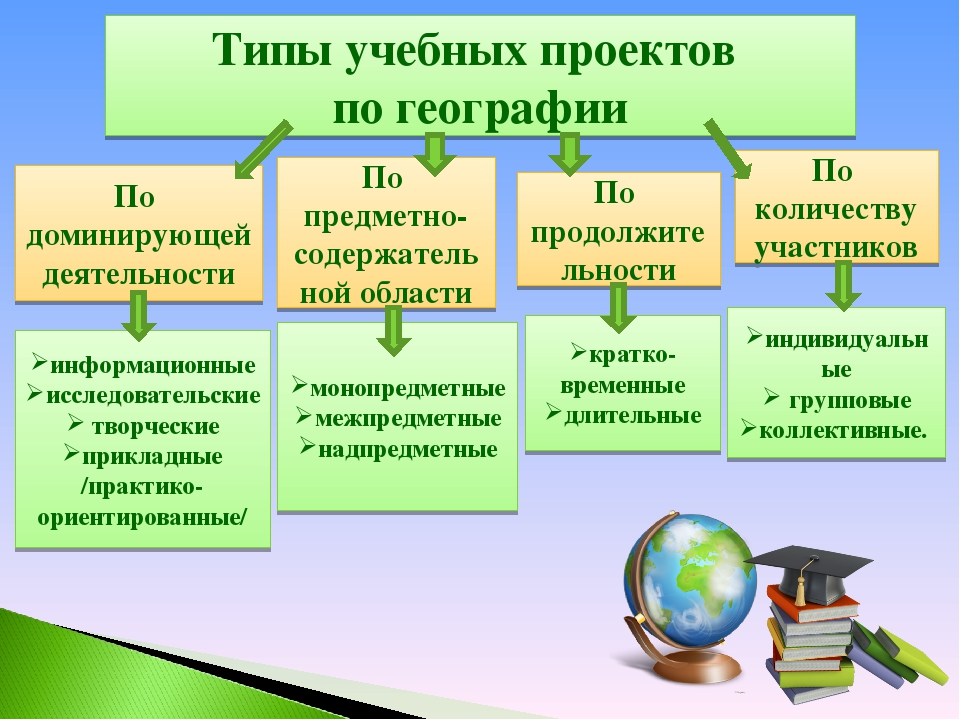 Типы учебных проектов
по географии
По
доминирующей
деятельности
По
предметно-
содержатель
ной области
По
продолжите
льности
По
количеству
участников
➢информационные
➢исследовательские
➢ творческие
➢прикладные
/практико-
ориентированные/
➢монопредметные
➢межпредметные
➢надпредметные
➢кратко-
временные
➢длительные
➢индивидуальн
ые
➢ групповые
➢коллективные.